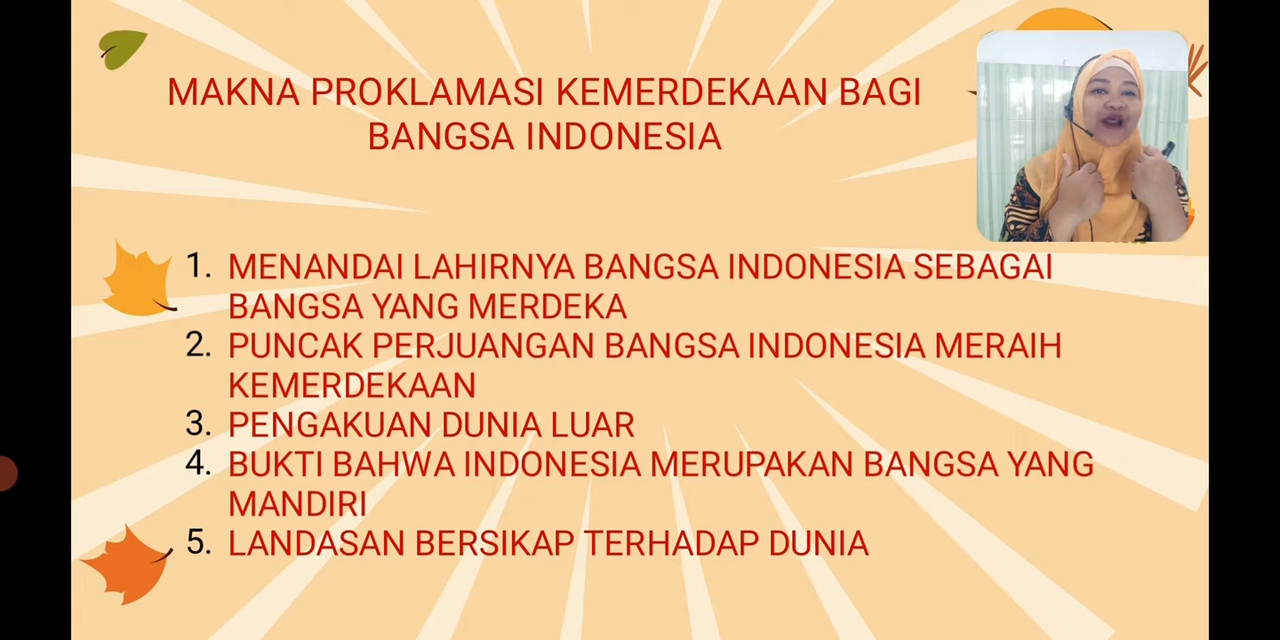 MAKNA PROKLAMASI KEMERDEKAAN BAGI
BANGSA INDONESIA
1. MENANDAI LAHIRNYA BANGSA INDONESIA SEBAGAI
BANGSA YANG MERDEKA
2. PUNCAK PERJUANGAN BANGSA INDONESIA MERAIH
KEMERDEKAAN
3. PENGAKUAN DUNIA LUAR
4. BUKTI BAHWA INDONESIA MERUPAKAN BANGSA YANG
MANDIRI
5. LANDASAN BERSIKAP TERHADAP DUNIA